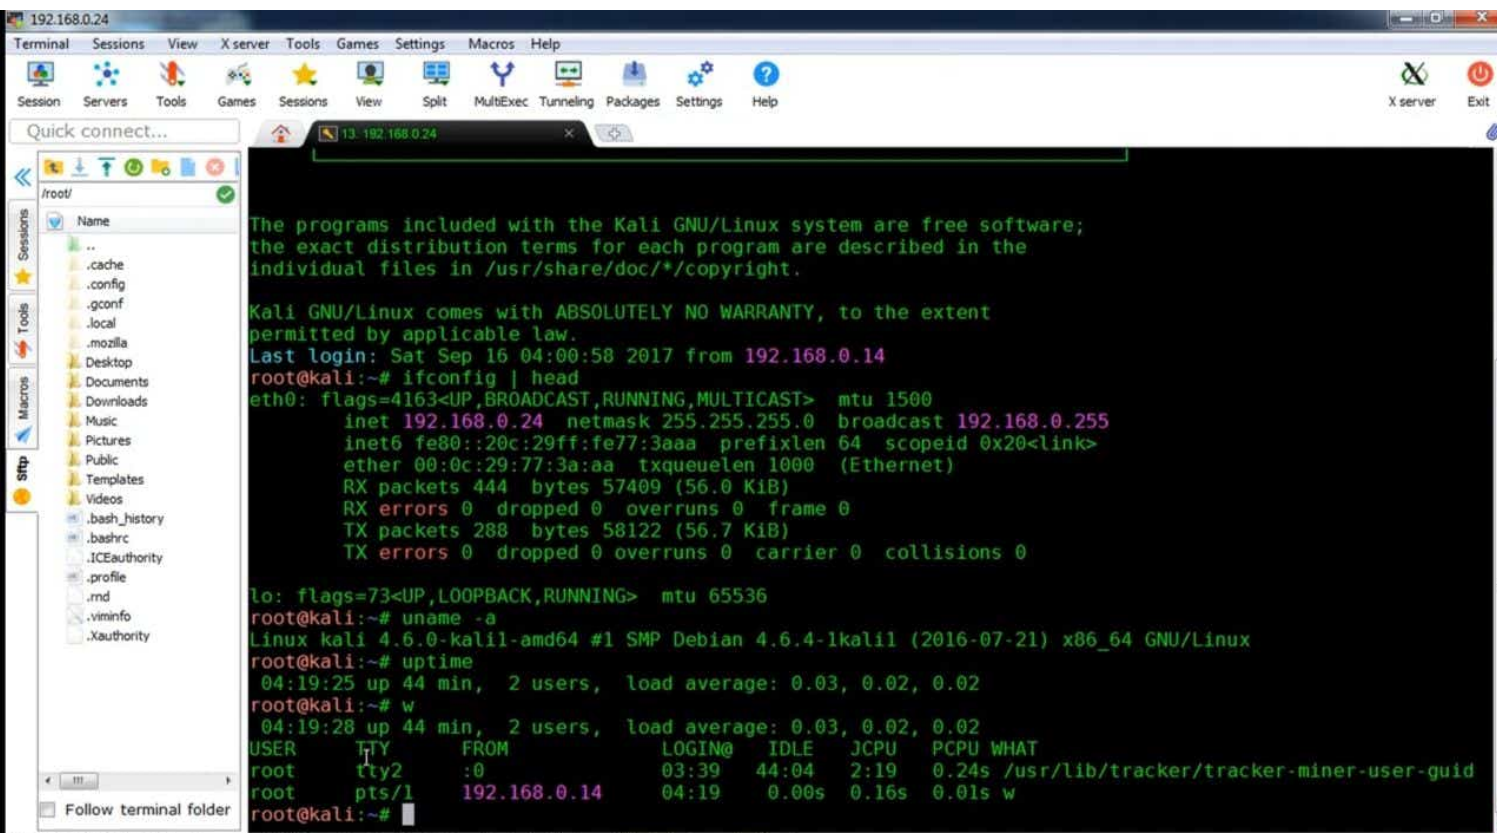 192.168.0.24
Terminal Sessions View X server Tools Games Settings Macros Help
Session Servers Tools Games Sessions View Split MultiExec Tunneling Packages Settings Help X server Exit
Quick connect...
13. 192.168.0.24
/root/
Name
..
.cache
.config
.gconf
.local
.mozilla
Desktop
Documents
Downloads
Music
Pictures
Public
Templates
Videos
.bash_history
.bashrc
.ICEauthority
.profile
.rnd
.viminfo
.Xauthority
Follow terminal folder
Sessions
Tools
Macros
Sftp
The programs included with the Kali GNU/Linux system are free software;
the exact distribution terms for each program are described in the
individual files in /usr/share/doc/*/copyright.
Kali GNU/Linux comes with ABSOLUTELY NO WARRANTY, to the extent
permitted by applicable law.
Last login: Sat Sep 16 04:00:58 2017 from 192.168.0.14
root@kali:~# ifconfig | head
eth0: flags=4163<UP,BROADCAST,RUNNING,MULTICAST>  mtu 1500
inet 192.168.0.24  netmask 255.255.255.0  broadcast 192.168.0.255
inet6 fe80::20c:29ff:fe77:3aaa  prefixlen 64  scopeid 0x20<link>
ether 00:0c:29:77:3a:aa  txqueuelen 1000  (Ethernet)
RX packets 444  bytes 57409 (56.0 KiB)
RX errors 0  dropped 0  overruns 0  frame 0
TX packets 288  bytes 58122 (56.7 KiB)
TX errors 0  dropped 0 overruns 0  carrier 0  collisions 0
lo: flags=73<UP,LOOPBACK,RUNNING>  mtu 65536
root@kali:~# uname -a
Linux kali 4.6.0-kali1-amd64 #1 SMP Debian 4.6.4-1kali1 (2016-07-21) x86_64 GNU/Linux
root@kali:~# uptime
04:19:25 up 44 min,  2 users,  load average: 0.03, 0.02, 0.02
root@kali:~# w
04:19:28 up 44 min,  2 users,  load average: 0.03, 0.02, 0.02
USER TTY FROM LOGIN@ IDLE JCPU PCPU WHAT
root tty2 :0 03:39 44:04 2:19 0.24s /usr/lib/tracker/tracker-miner-user-guid
root pts/1 192.168.0.14 04:19 0.00s 0.16s 0.01s w
root@kali:~#